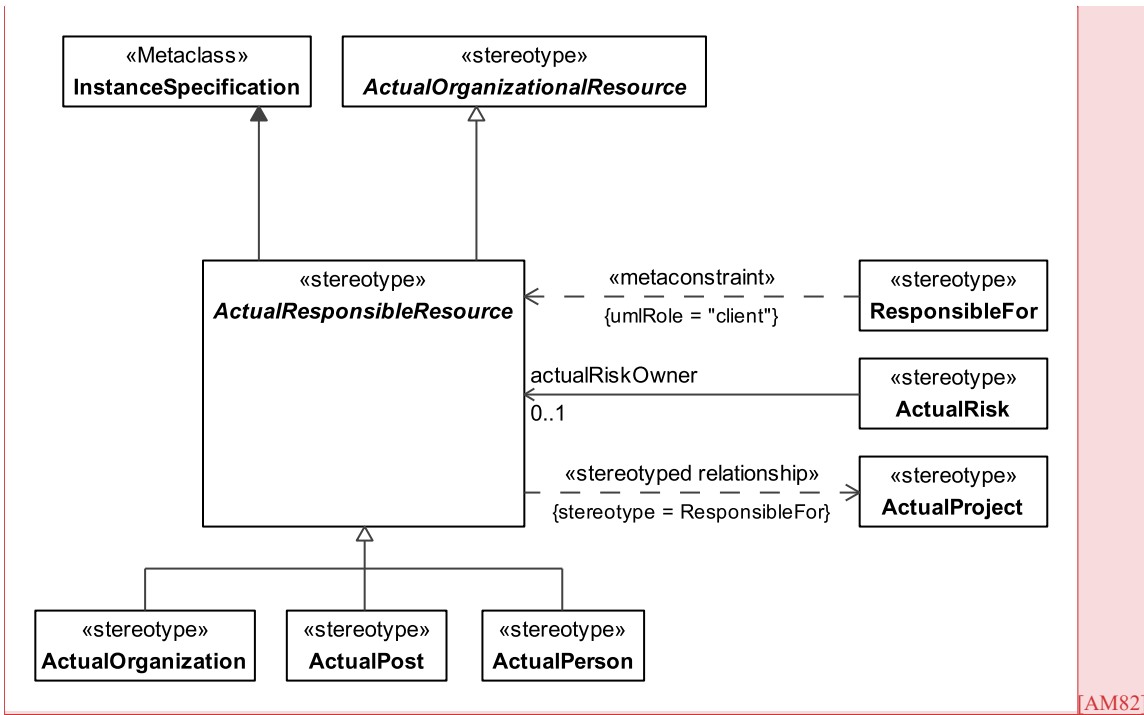 «Metaclass»
InstanceSpecification
«stereotype»
ActualOrganizationalResource
«stereotype»
ActualResponsibleResource
«metaconstraint»
{umlRole = "client"}
«stereotype»
ResponsibleFor
actualRiskOwner
0..1
«stereotype»
ActualRisk
«stereotyped relationship»
{stereotype = ResponsibleFor}
«stereotype»
ActualProject
«stereotype»
ActualOrganization
«stereotype»
ActualPost
«stereotype»
ActualPerson
[AM82]